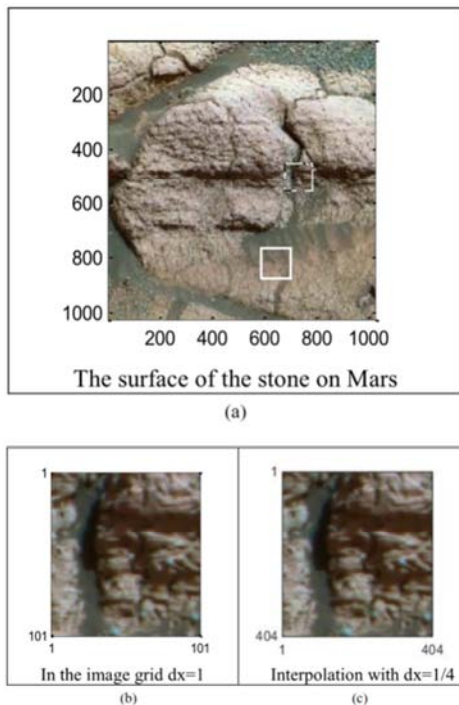 200
400
600
800
1000
200 400 600 800 1000
The surface of the stone on Mars
(a)
1
101
1 101
In the image grid dx=1
(b)
1
404
1 404
Interpolation with dx=1/4
(c)